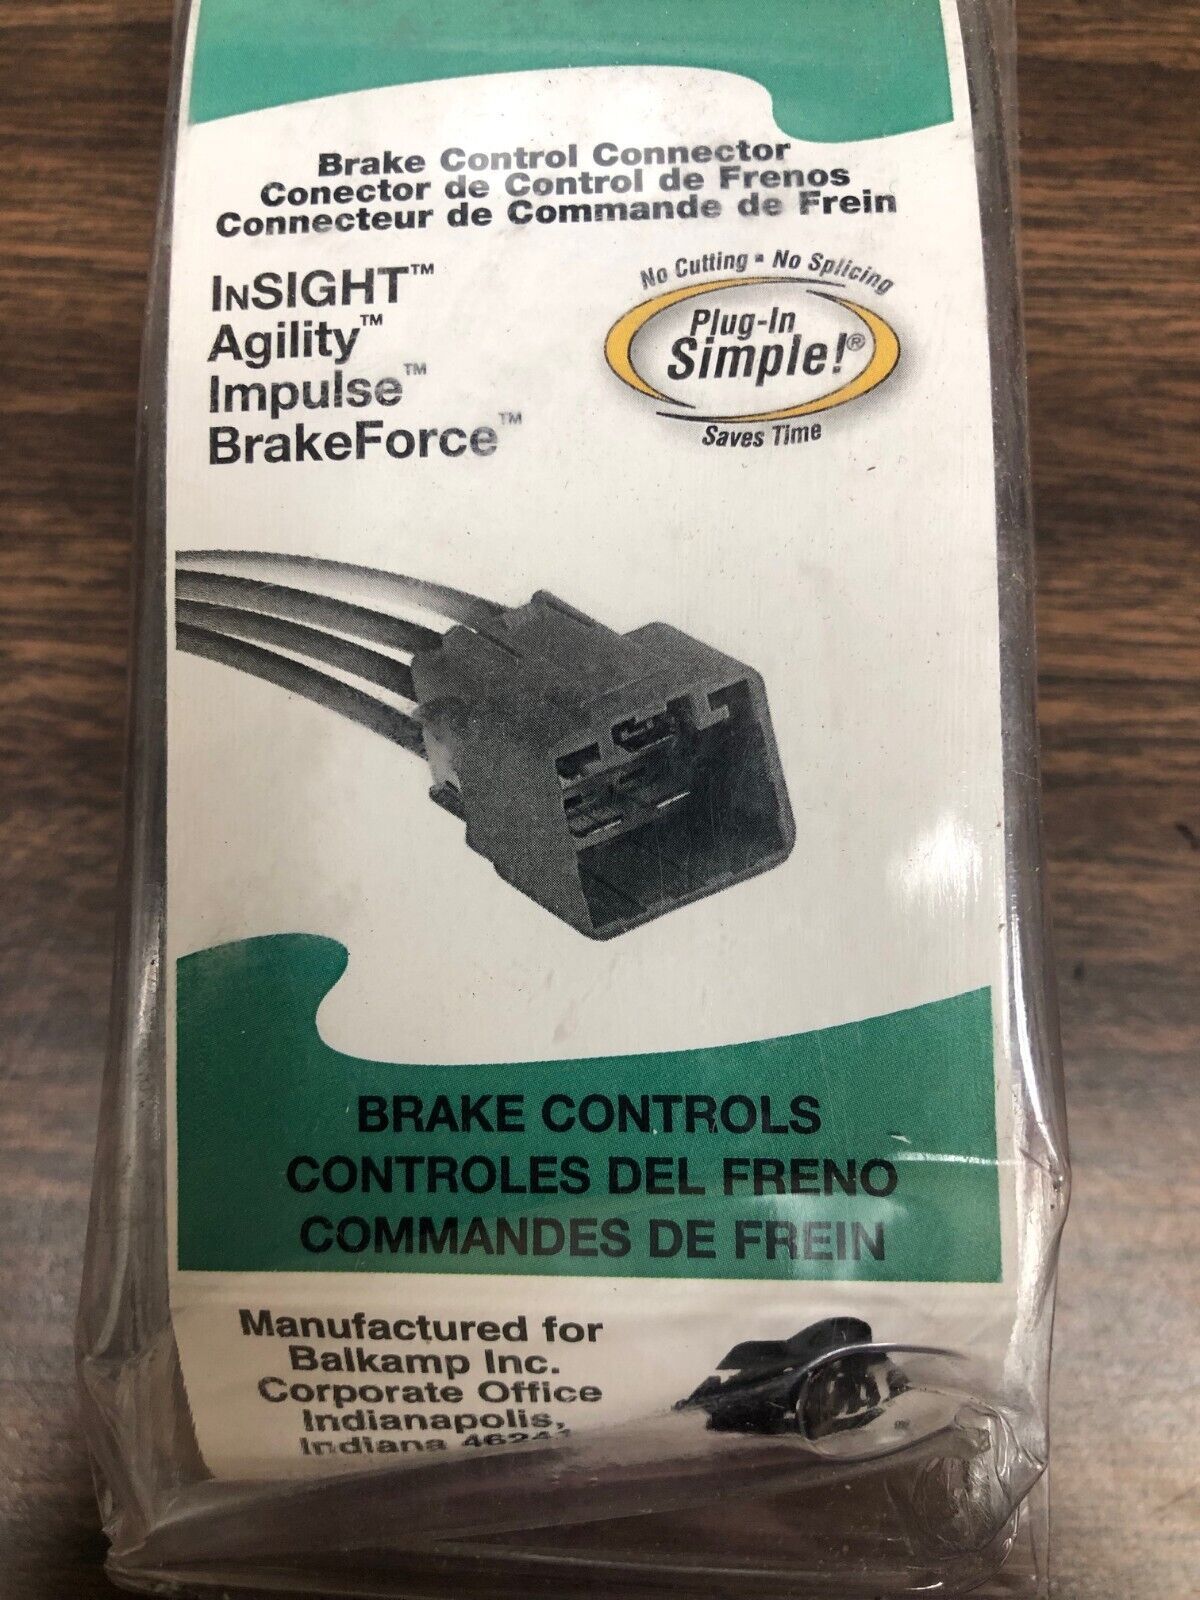 Brake Control Connector
Conector de Control de Frenos
Connecteur de Commande de Frein
INSIGHT™
Agility™
Impulse™
BrakeForce™
No Cutting ▪ No Splicing
Plug-In
Simple!®
Saves Time
BRAKE CONTROLS
CONTROLES DEL FRENO
COMMANDES DE FREIN
Manufactured for
Balkamp Inc.
Corporate Office
Indianapolis,
Indiana 46241